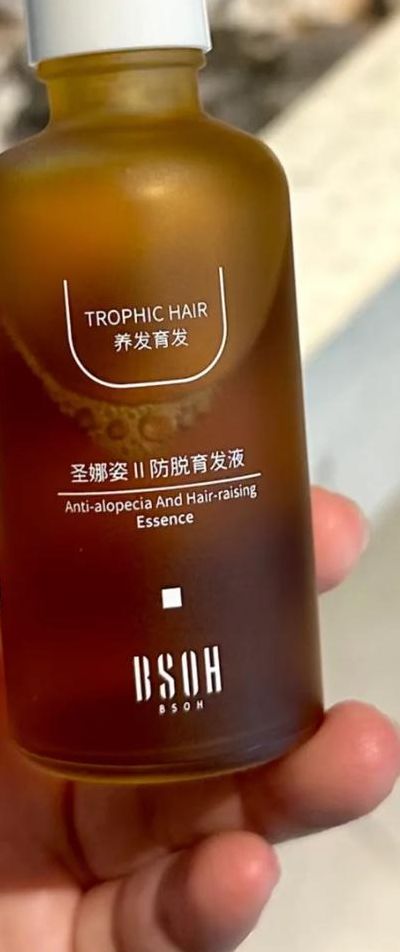 TROPHIC HAIR
养发育发
圣娜姿 II 防脱育发液
Anti-alopecia And Hair-raising
Essence
BSOH
BSOH